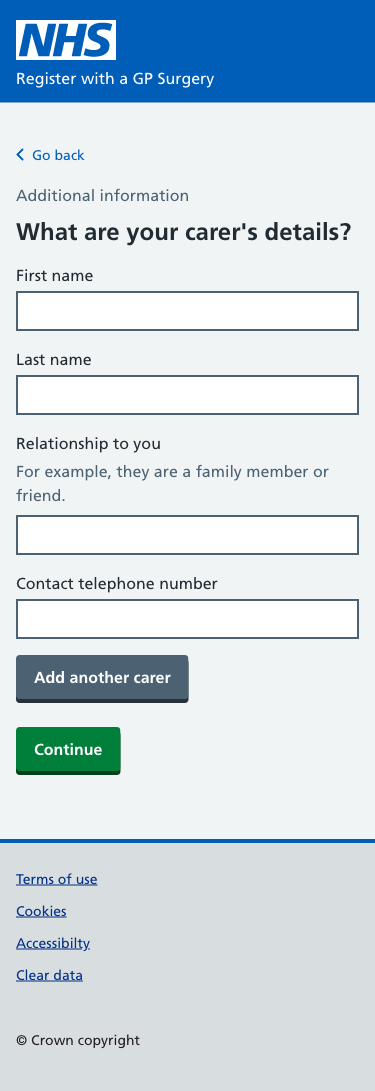 NHS
Register with a GP Surgery
Go back
Additional information
What are your carer's details?
First name
Last name
Relationship to you
For example, they are a family member or
friend.
Contact telephone number
Add another carer
Continue
Terms of use
Cookies
Accessibilty
Clear data
© Crown copyright